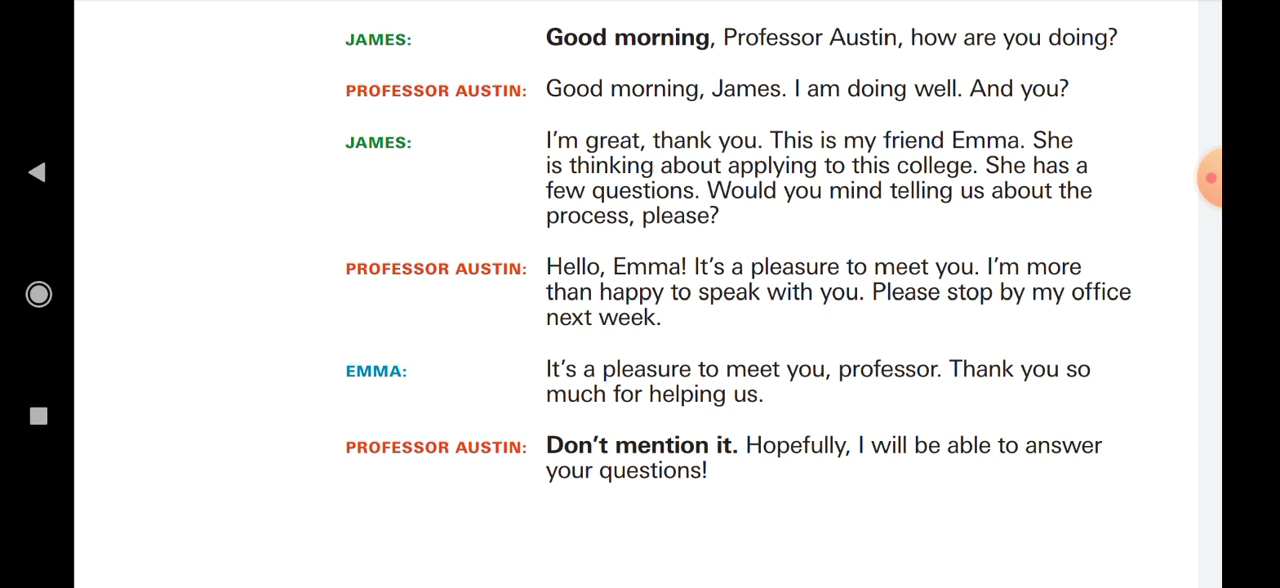 JAMES: Good morning, Professor Austin, how are you doing?
PROFESSOR AUSTIN: Good morning, James. I am doing well. And you?
JAMES: I'm great, thank you. This is my friend Emma. She
is thinking about applying to this college. She has a
few questions. Would you mind telling us about the
process, please?
PROFESSOR AUSTIN: Hello, Emma! It's a pleasure to meet you. I'm more
than happy to speak with you. Please stop by my office
next week.
EMMA: It's a pleasure to meet you, professor. Thank you so
much for helping us.
PROFESSOR AUSTIN: Don't mention it. Hopefully, I will be able to answer
your questions!